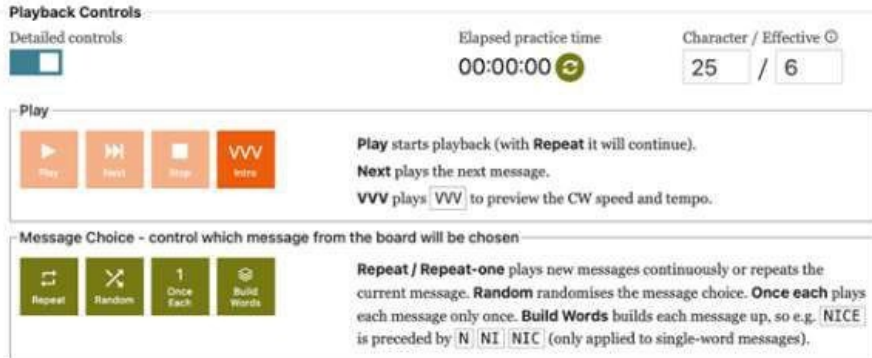 Playback Controls
Detailed controls
Elapsed practice time
Character / Effective ⓘ
00:00:00
25 / 6
Play
Play
Next
Stop
VVV
Intro
Play starts playback (with Repeat it will continue).
Next plays the next message.
VVV plays VVV to preview the CW speed and tempo.
Message Choice - control which message from the board will be chosen
Repeat
Random
1
Once
Each
Build
Words
Repeat / Repeat-one plays new messages continuously or repeats the
current message. Random randomises the message choice. Once each plays
each message only once. Build Words builds each message up, so e.g. NICE
is preceded by N NI NIC (only applied to single-word messages).